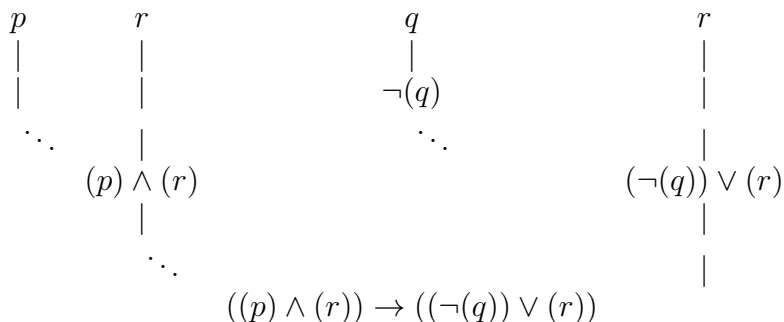 p r q r
¬(q)
(p) ∧ (r) (¬(q)) ∨ (r)
((p) ∧ (r)) → ((¬(q)) ∨ (r))